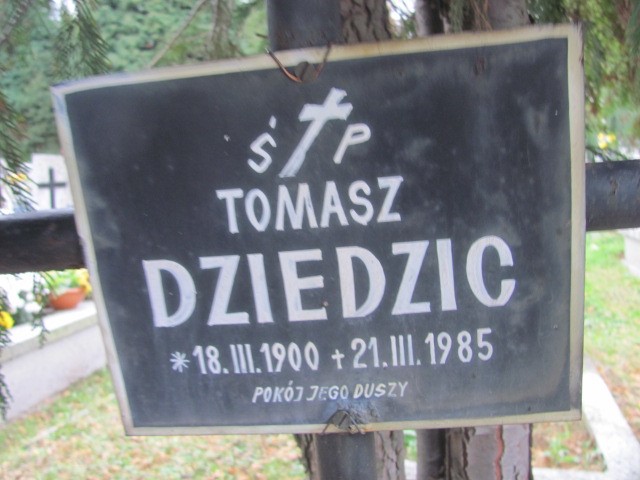 Ś P
TOMASZ
DZIEDZIC
*18.III.1900 +21.III.1985
POKÓJ JEGO DUSZY